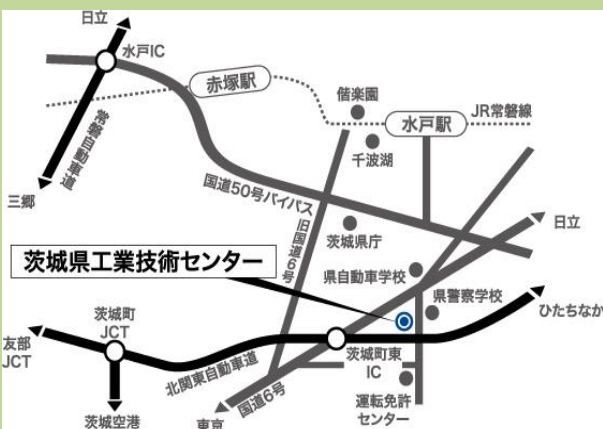 日立
水戸IC
赤塚駅
偕楽園
JR常磐線
水戸駅
千波湖
常磐自動車道
三郷
国道50号バイパス
旧国道6号
茨城県庁
日立
茨城県工業技術センター
県自動車学校
県警察学校
ひたちなか
茨城町
JCT
友部
JCT
北関東自動車道
茨城町東
IC
国道6号
運転免許
センター
茨城空港
東京